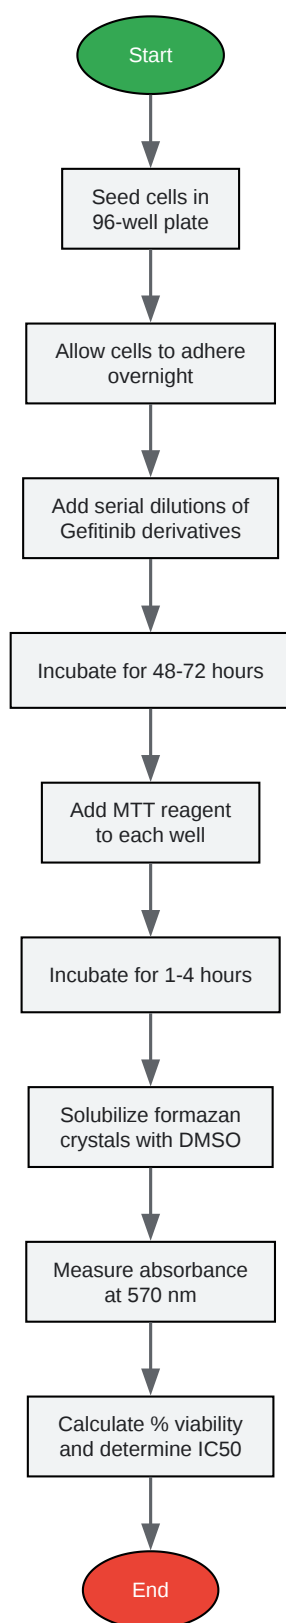 Start
Seed cells in
96-well plate
Allow cells to adhere
overnight
Add serial dilutions of
Gefitinib derivatives
Incubate for 48-72 hours
Add MTT reagent
to each well
Incubate for 1-4 hours
Solubilize formazan
crystals with DMSO
Measure absorbance
at 570 nm
Calculate % viability
and determine IC50
End